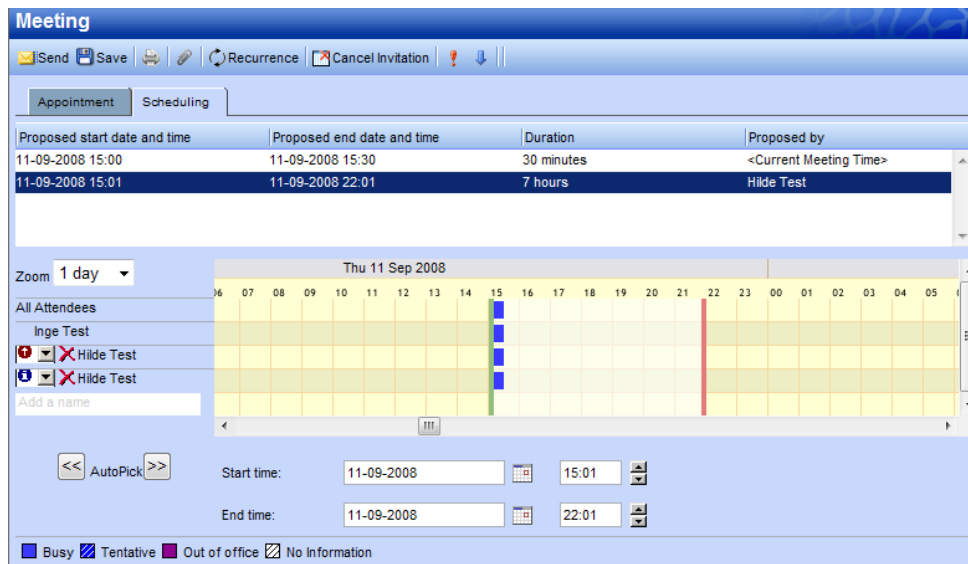 Meeting
Send Save Recurrence Cancel Invitation
Appointment Scheduling
Proposed start date and time Proposed end date and time Duration Proposed by
11-09-2008 15:00 11-09-2008 15:30 30 minutes <Current Meeting Time>
11-09-2008 15:01 11-09-2008 22:01 7 hours Hilde Test
Zoom 1 day Thu 11 Sep 2008
07 08 09 10 11 12 13 14 15 16 17 18 19 20 21 22 23 00 01 02 03 04 05
All Attendees
Inge Test
Hilde Test
Hilde Test
Add a name
<< AutoPick >> Start time: 11-09-2008 15:01
End time: 11-09-2008 22:01
Busy Tentative Out of office No Information